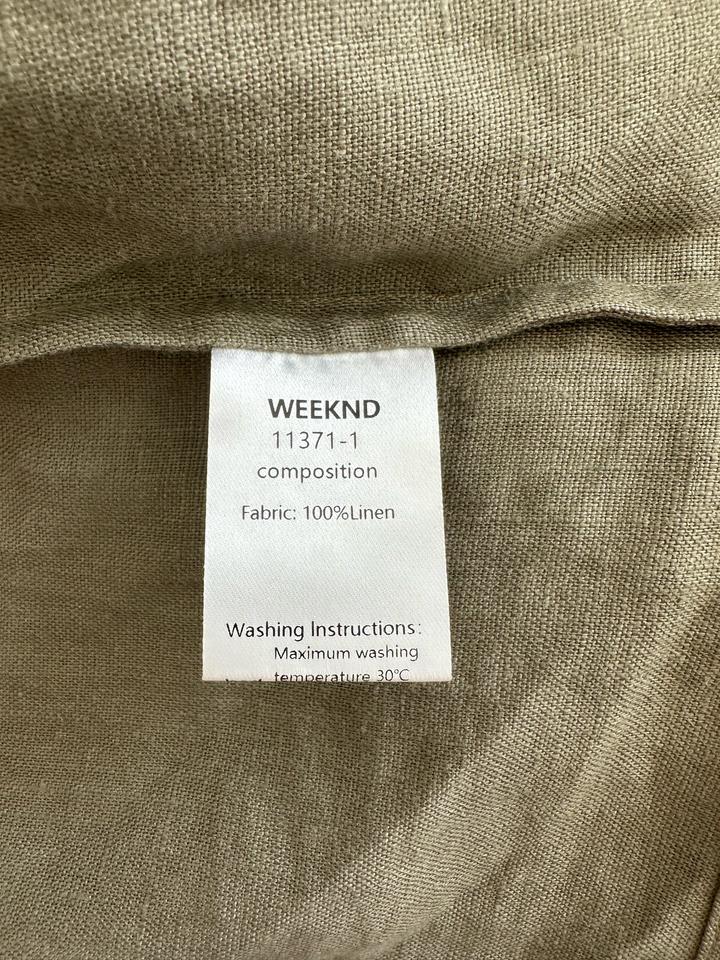 WEEKND
11371-1
composition
Fabric: 100%Linen
Washing Instructions:
Maximum washing
temperature 30°C